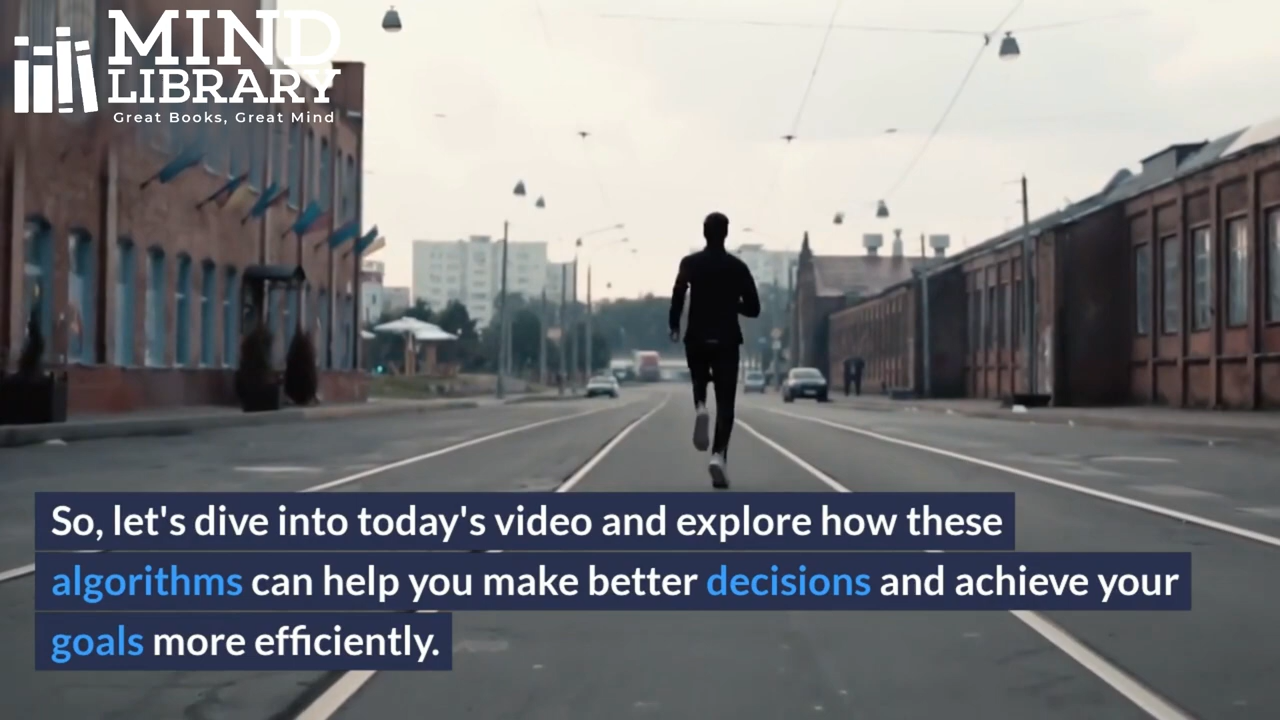 MIND
LIBRARY
Great Books, Great Mind
So, let's dive into today's video and explore how these
algorithms can help you make better decisions and achieve your
goals more efficiently.